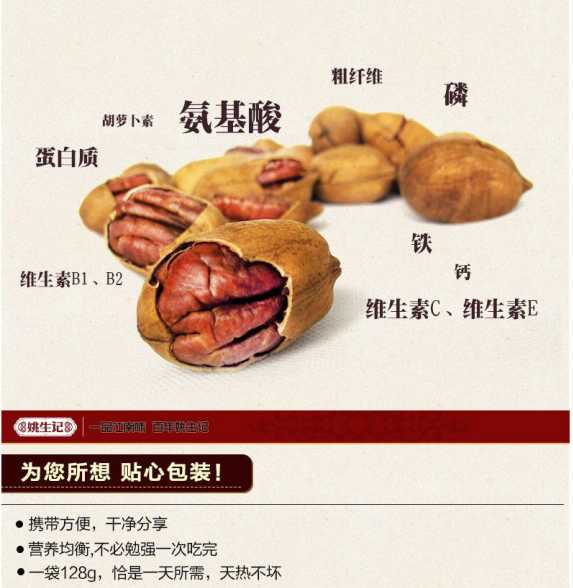 粗纤维
磷
胡萝卜素
氨基酸
蛋白质
铁
钙
维生素B1、B2
维生素C、维生素E
姚生记 一品江南味 百年姚生记
为您所想 贴心包装!
● 携带方便，干净分享
● 营养均衡,不必勉强一次吃完
● 一袋128g，恰是一天所需，天热不坏